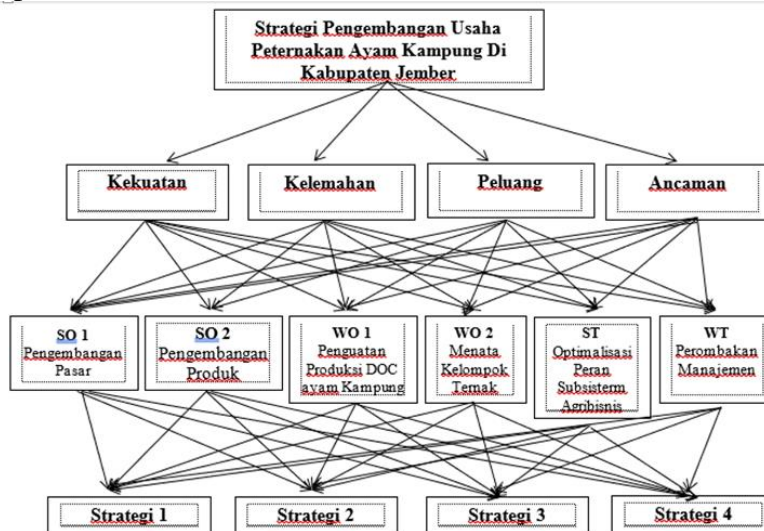 Strategi Pengembangan Usaha
Peternakan Ayam Kampung Di
Kabupaten Jember
Kekuatan
Kelemahan
Peluang
Ancaman
SO 1
Pengembangan
Pasar
SO 2
Pengembangan
Produk
WO 1
Penguatan
Produksi DOC
ayam Kampung
WO 2
Menata
Kelompok
Ternak
ST
Optimalisasi
Peran
Subsisterm
Agribisnis
WT
Perombakan
Manajemen
Strategi 1
Strategi 2
Strategi 3
Strategi 4